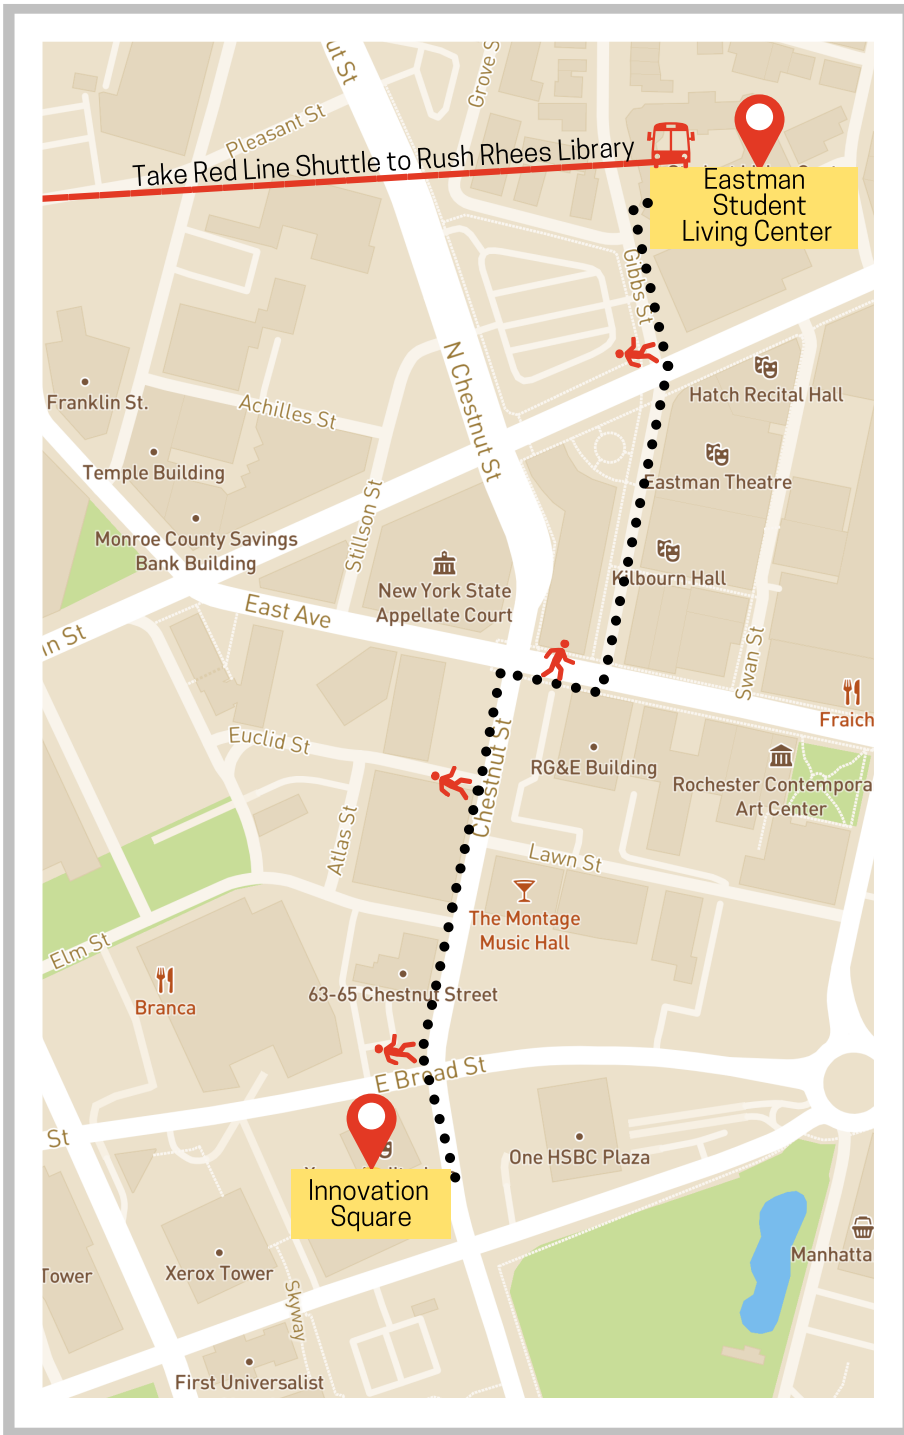 ut St
Grove S
Pleasant St
Take Red Line Shuttle to Rush Rhees Library
Eastman
Student
Living Center
Gibbs St
N Chestnut St
Hatch Recital Hall
Franklin St.
Achilles St
Temple Building
Eastman Theatre
Stillson St
Monroe County Savings
Bank Building
Kilbourn Hall
New York State
Appellate Court
East Ave
in St
Swan St
Fraich
Euclid St
Chestnut St
RG&E Building
Rochester Contempora
Art Center
Atlas St
Lawn St
The Montage
Music Hall
Elm St
Branca
63-65 Chestnut Street
E Broad St
St
One HSBC Plaza
Innovation
Square
Manhatta
Tower
Xerox Tower
Skyway
First Universalist